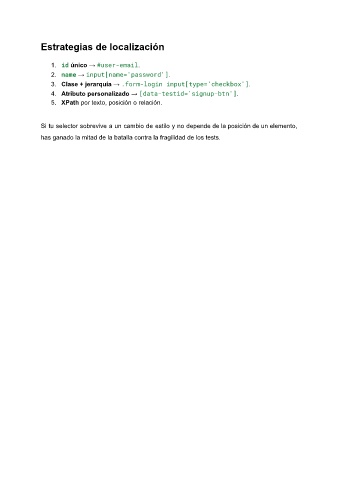 Estrategias de localización
1. id único → #user-email.
2. name → input[name='password'].
3. Clase + jerarquía → .form-login input[type='checkbox'].
4. Atributo personalizado → [data-testid='signup-btn'].
5. XPath por texto, posición o relación.
Si tu selector sobrevive a un cambio de estilo y no depende de la posición de un elemento,
has ganado la mitad de la batalla contra la fragilidad de los tests.